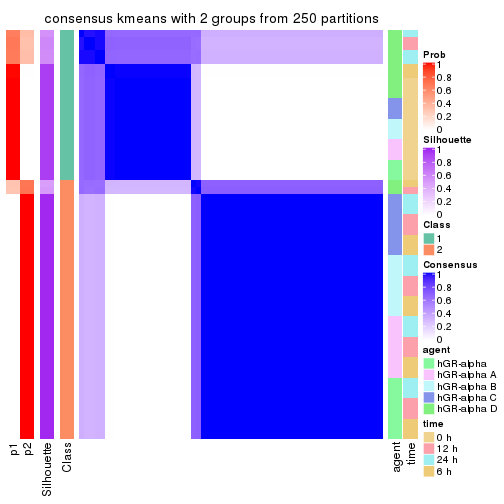 consensus kmeans with 2 groups from 250 partitions
Prob
1
0.8
0.6
0.4
0.2
0
Silhouette
1
0.8
0.6
0.4
0.2
0
Class
1
2
Consensus
1
0.8
0.6
0.4
0.2
0
agent
hGR-alpha
hGR-alpha A
hGR-alpha B
hGR-alpha C
hGR-alpha D
time
0 h
12 h
24 h
6 h
p1
p2
Silhouette
Class
agent
time